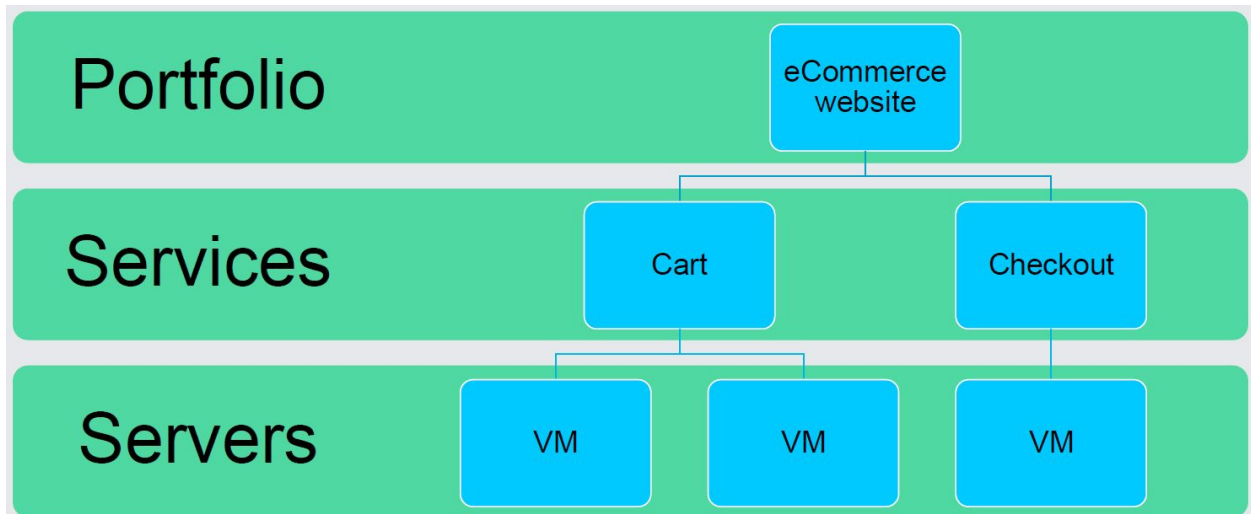 Portfolio
eCommerce
website
Services
Cart
Checkout
Servers
VM
VM
VM